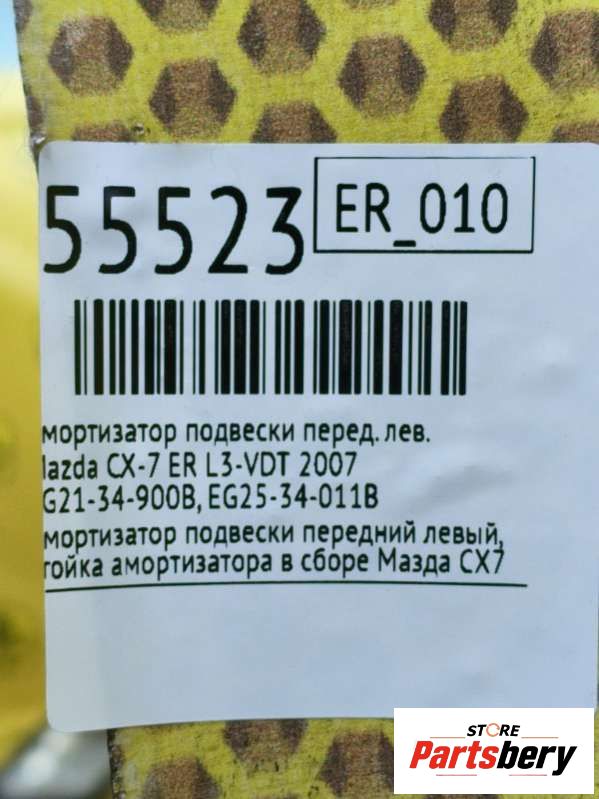 55523
ER_010
мортизатор подвески перед. лев.
lazda CX-7 ER L3-VDT 2007
G21-34-900B, EG25-34-011B
мортизатор подвески передний левый,
тойка амортизатора в сборе Мазда CX7
STORE
Partsbery